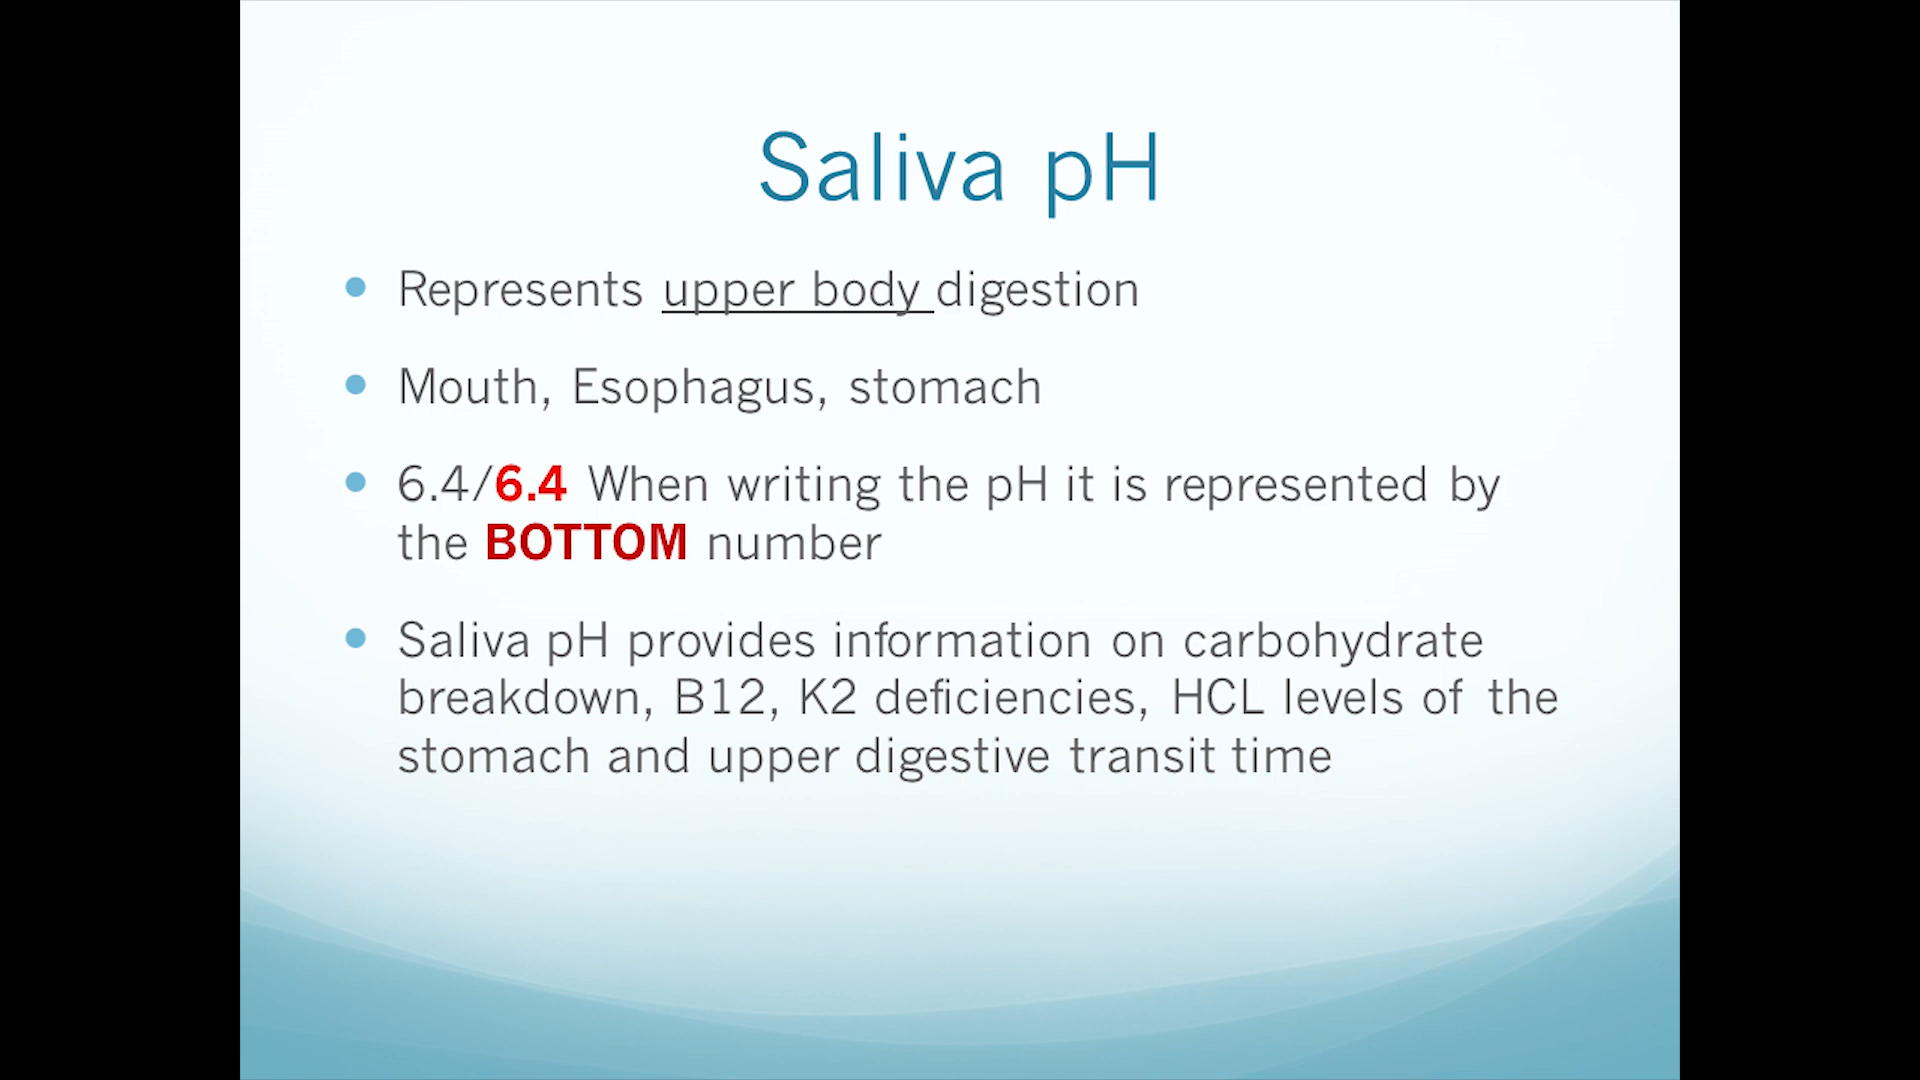 Saliva pH
• Represents upper body digestion
• Mouth, Esophagus, stomach
• 6.4/6.4 When writing the pH it is represented by
the BOTTOM number
• Saliva pH provides information on carbohydrate
breakdown, B12, K2 deficiencies, HCL levels of the
stomach and upper digestive transit time